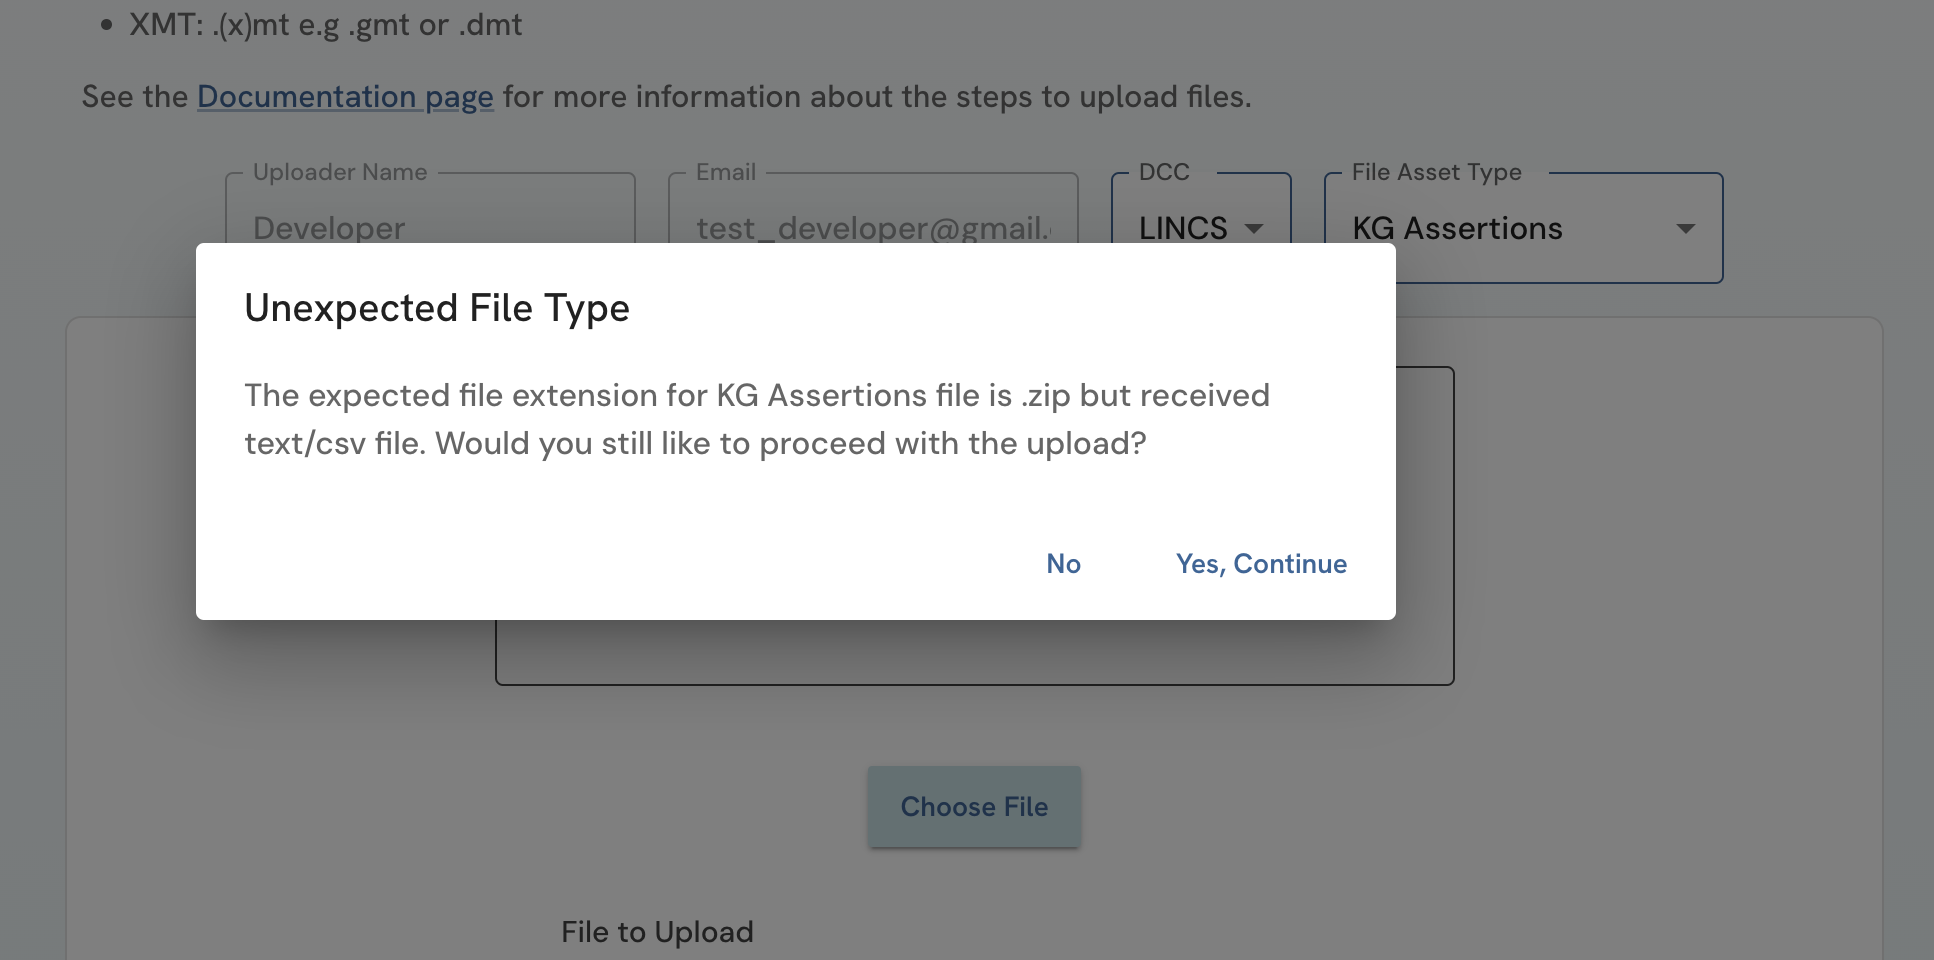 XMT: .(x)mt e.g .gmt or .dmt
See the Documentation page for more information about the steps to upload files.
Uploader Name
Developer
Email
test_developer@gmail.
DCC
LINCS
File Asset Type
KG Assertions
Unexpected File Type
The expected file extension for KG Assertions file is .zip but received
text/csv file. Would you still like to proceed with the upload?
No
Yes, Continue
Choose File
File to Upload